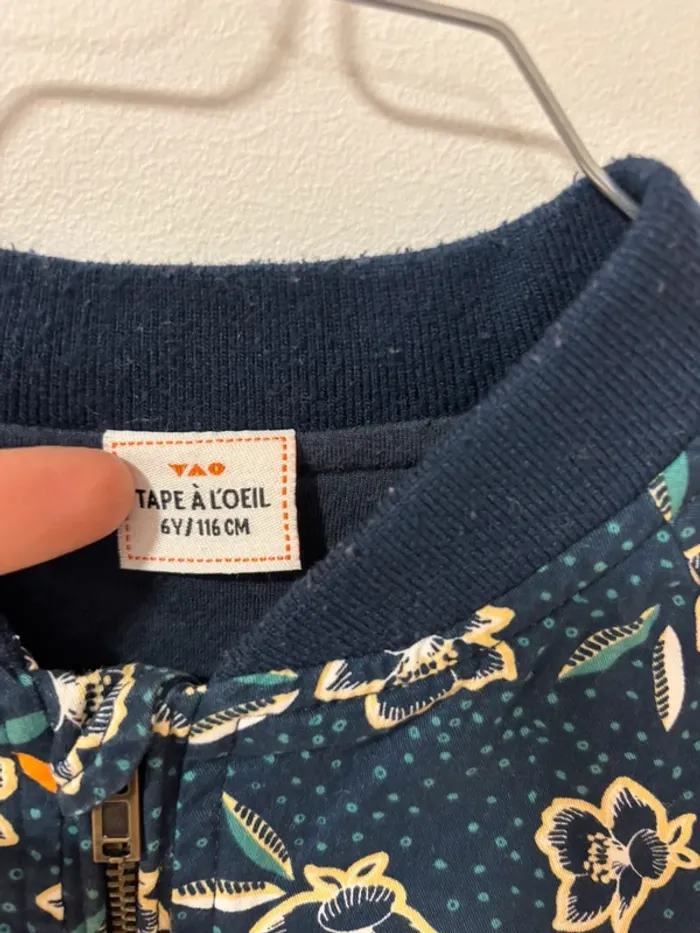 TAO
TAPE À L'OEIL
6Y/116 CM